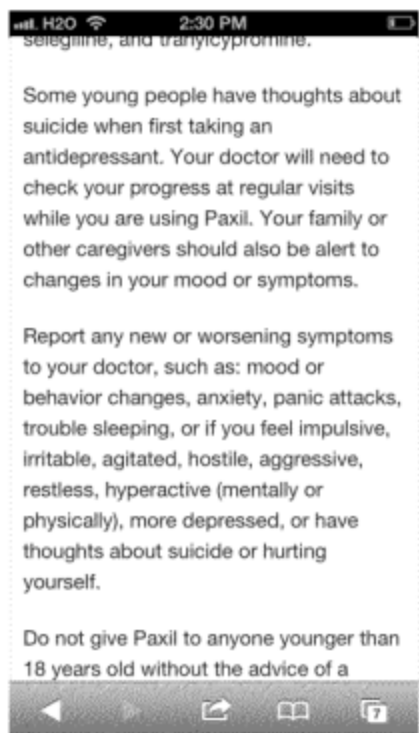 H2O 2:30 PM
selegiline, and tranylcypromine.
Some young people have thoughts about
suicide when first taking an
antidepressant. Your doctor will need to
check your progress at regular visits
while you are using Paxil. Your family or
other caregivers should also be alert to
changes in your mood or symptoms.
Report any new or worsening symptoms
to your doctor, such as: mood or
behavior changes, anxiety, panic attacks,
trouble sleeping, or if you feel impulsive,
irritable, agitated, hostile, aggressive,
restless, hyperactive (mentally or
physically), more depressed, or have
thoughts about suicide or hurting
yourself.
Do not give Paxil to anyone younger than
18 years old without the advice of a
7